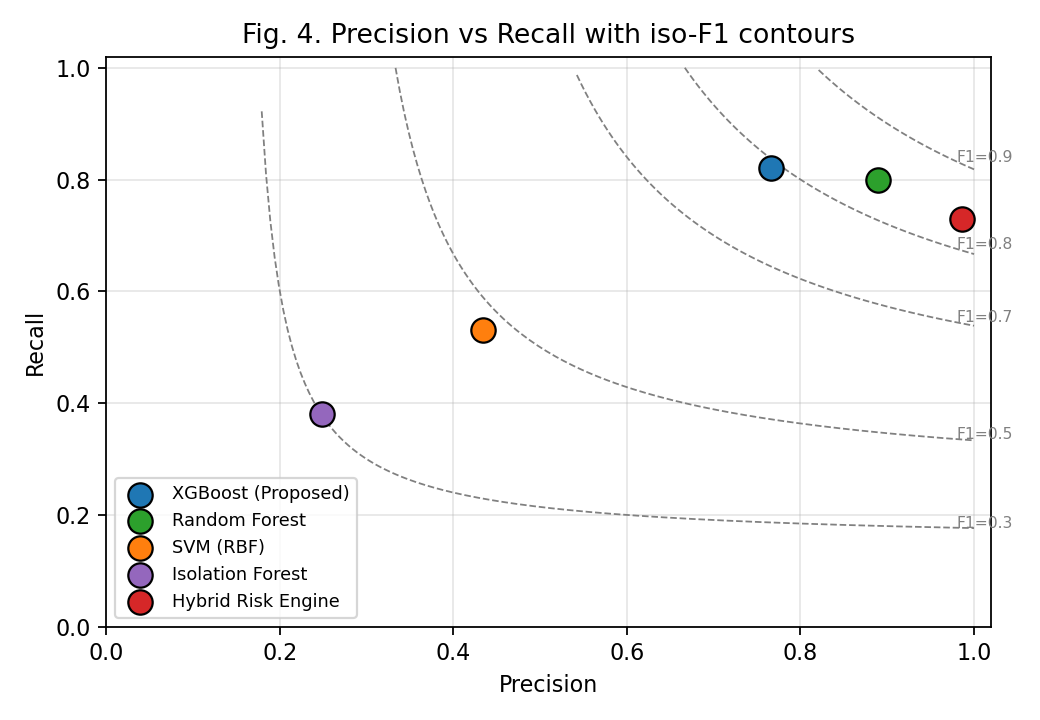 Fig. 4. Precision vs Recall with iso-F1 contours
1.0
0.8
0.6
0.4
0.2
0.0
Recall
F1=0.9
F1=0.8
F1=0.7
F1=0.5
F1=0.3
XGBoost (Proposed)
Random Forest
SVM (RBF)
Isolation Forest
Hybrid Risk Engine
0.0 0.2 0.4 0.6 0.8 1.0
Precision